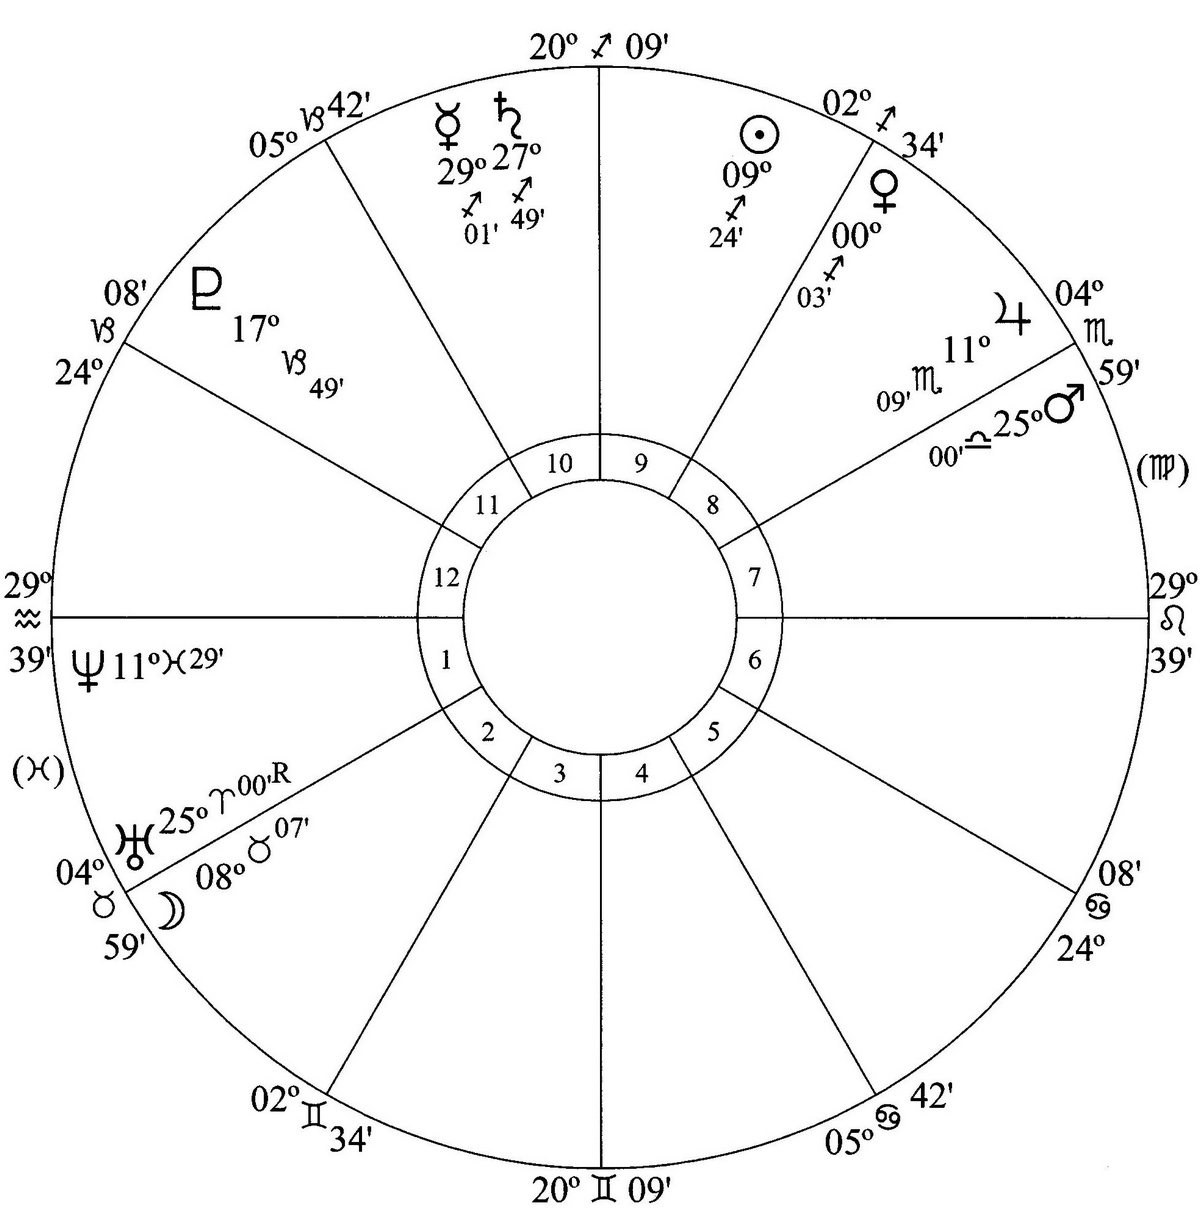 20º ♐ 09'
05º ♑ 42'
☿ 29º ♐ 01'
♄ 27º ♐ 49'
☉ 09º ♐ 24'
02º ♐ 34'
♀ 00º ♐ 03'
08' ♑ 24º
♇ 17º ♑ 49'
♃ 11º ♏ 09'
04º ♏ 59'
♂ 25º ♎ 00'
(♍)
10 9
11 8
12 7
29º ♒ 39'
29º ♌ 39'
1 6
2 5
3 4
♆ 11º ♓ 29'
(♓)
♅ 25º ♈ 00' R
04º ♉ 59'
☽ 08º ♉ 07'
08' ♋ 24º
02º ♊ 34'
05º ♋ 42'
20º ♊ 09'